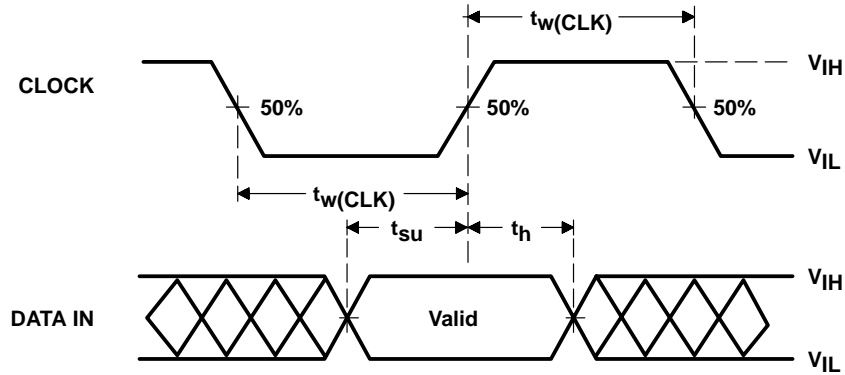 tw(CLK)
VIH
CLOCK
50%
50%
50%
VIL
tw(CLK)
tsu
th
VIH
DATA IN
Valid
VIL